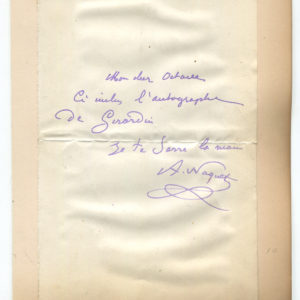 Mon cher Octave
Ci inclus l'autographe
de Girardin
Je te serre la main
A. Naquet